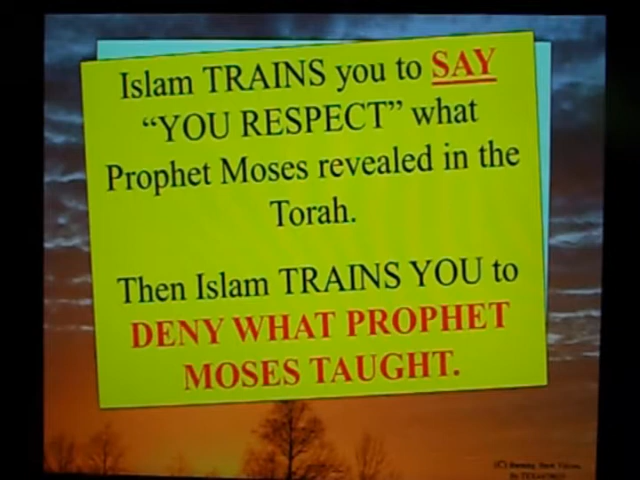 Islam TRAINS you to SAY
“YOU RESPECT” what
Prophet Moses revealed in the
Torah.
Then Islam TRAINS YOU to
DENY WHAT PROPHET
MOSES TAUGHT.
(C)